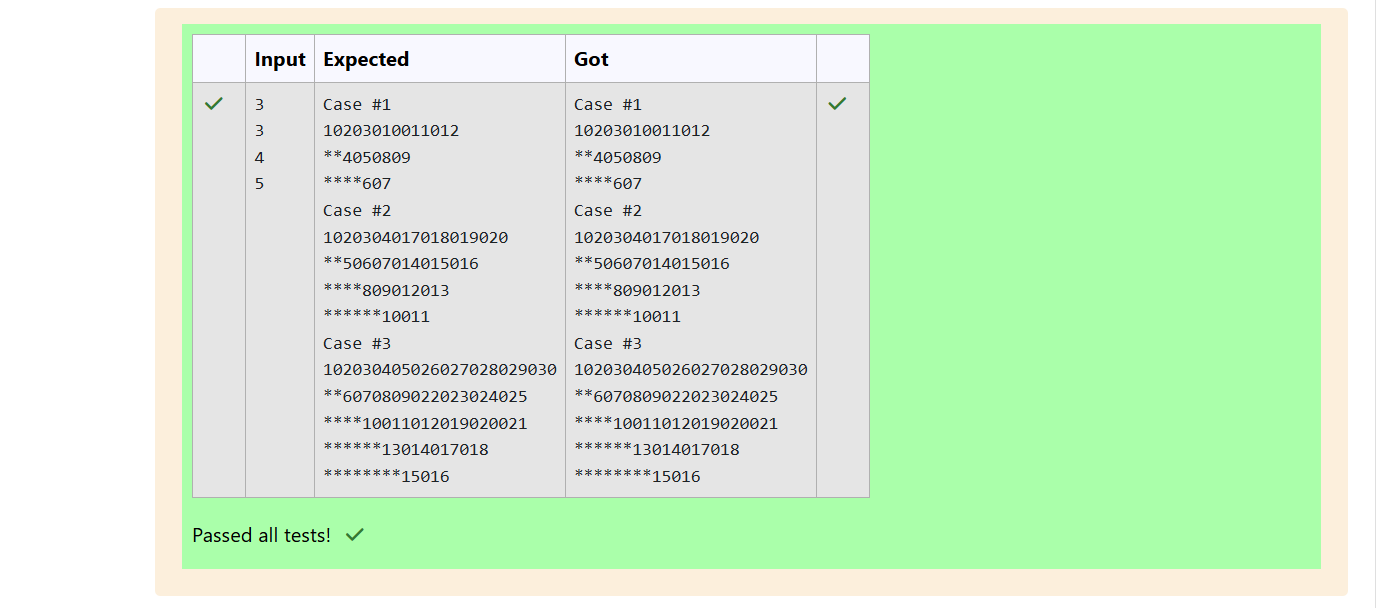 Input Expected Got
3 Case #1 Case #1
3 10203010011012 10203010011012
4 **4050809 **4050809
5 ****607 ****607
Case #2 Case #2
1020304017018019020 1020304017018019020
**50607014015016 **50607014015016
****809012013 ****809012013
******10011 ******10011
Case #3 Case #3
102030405026027028029030 102030405026027028029030
**6070809022023024025 **6070809022023024025
****10011012019020021 ****10011012019020021
******13014017018 ******13014017018
********15016 ********15016
Passed all tests!